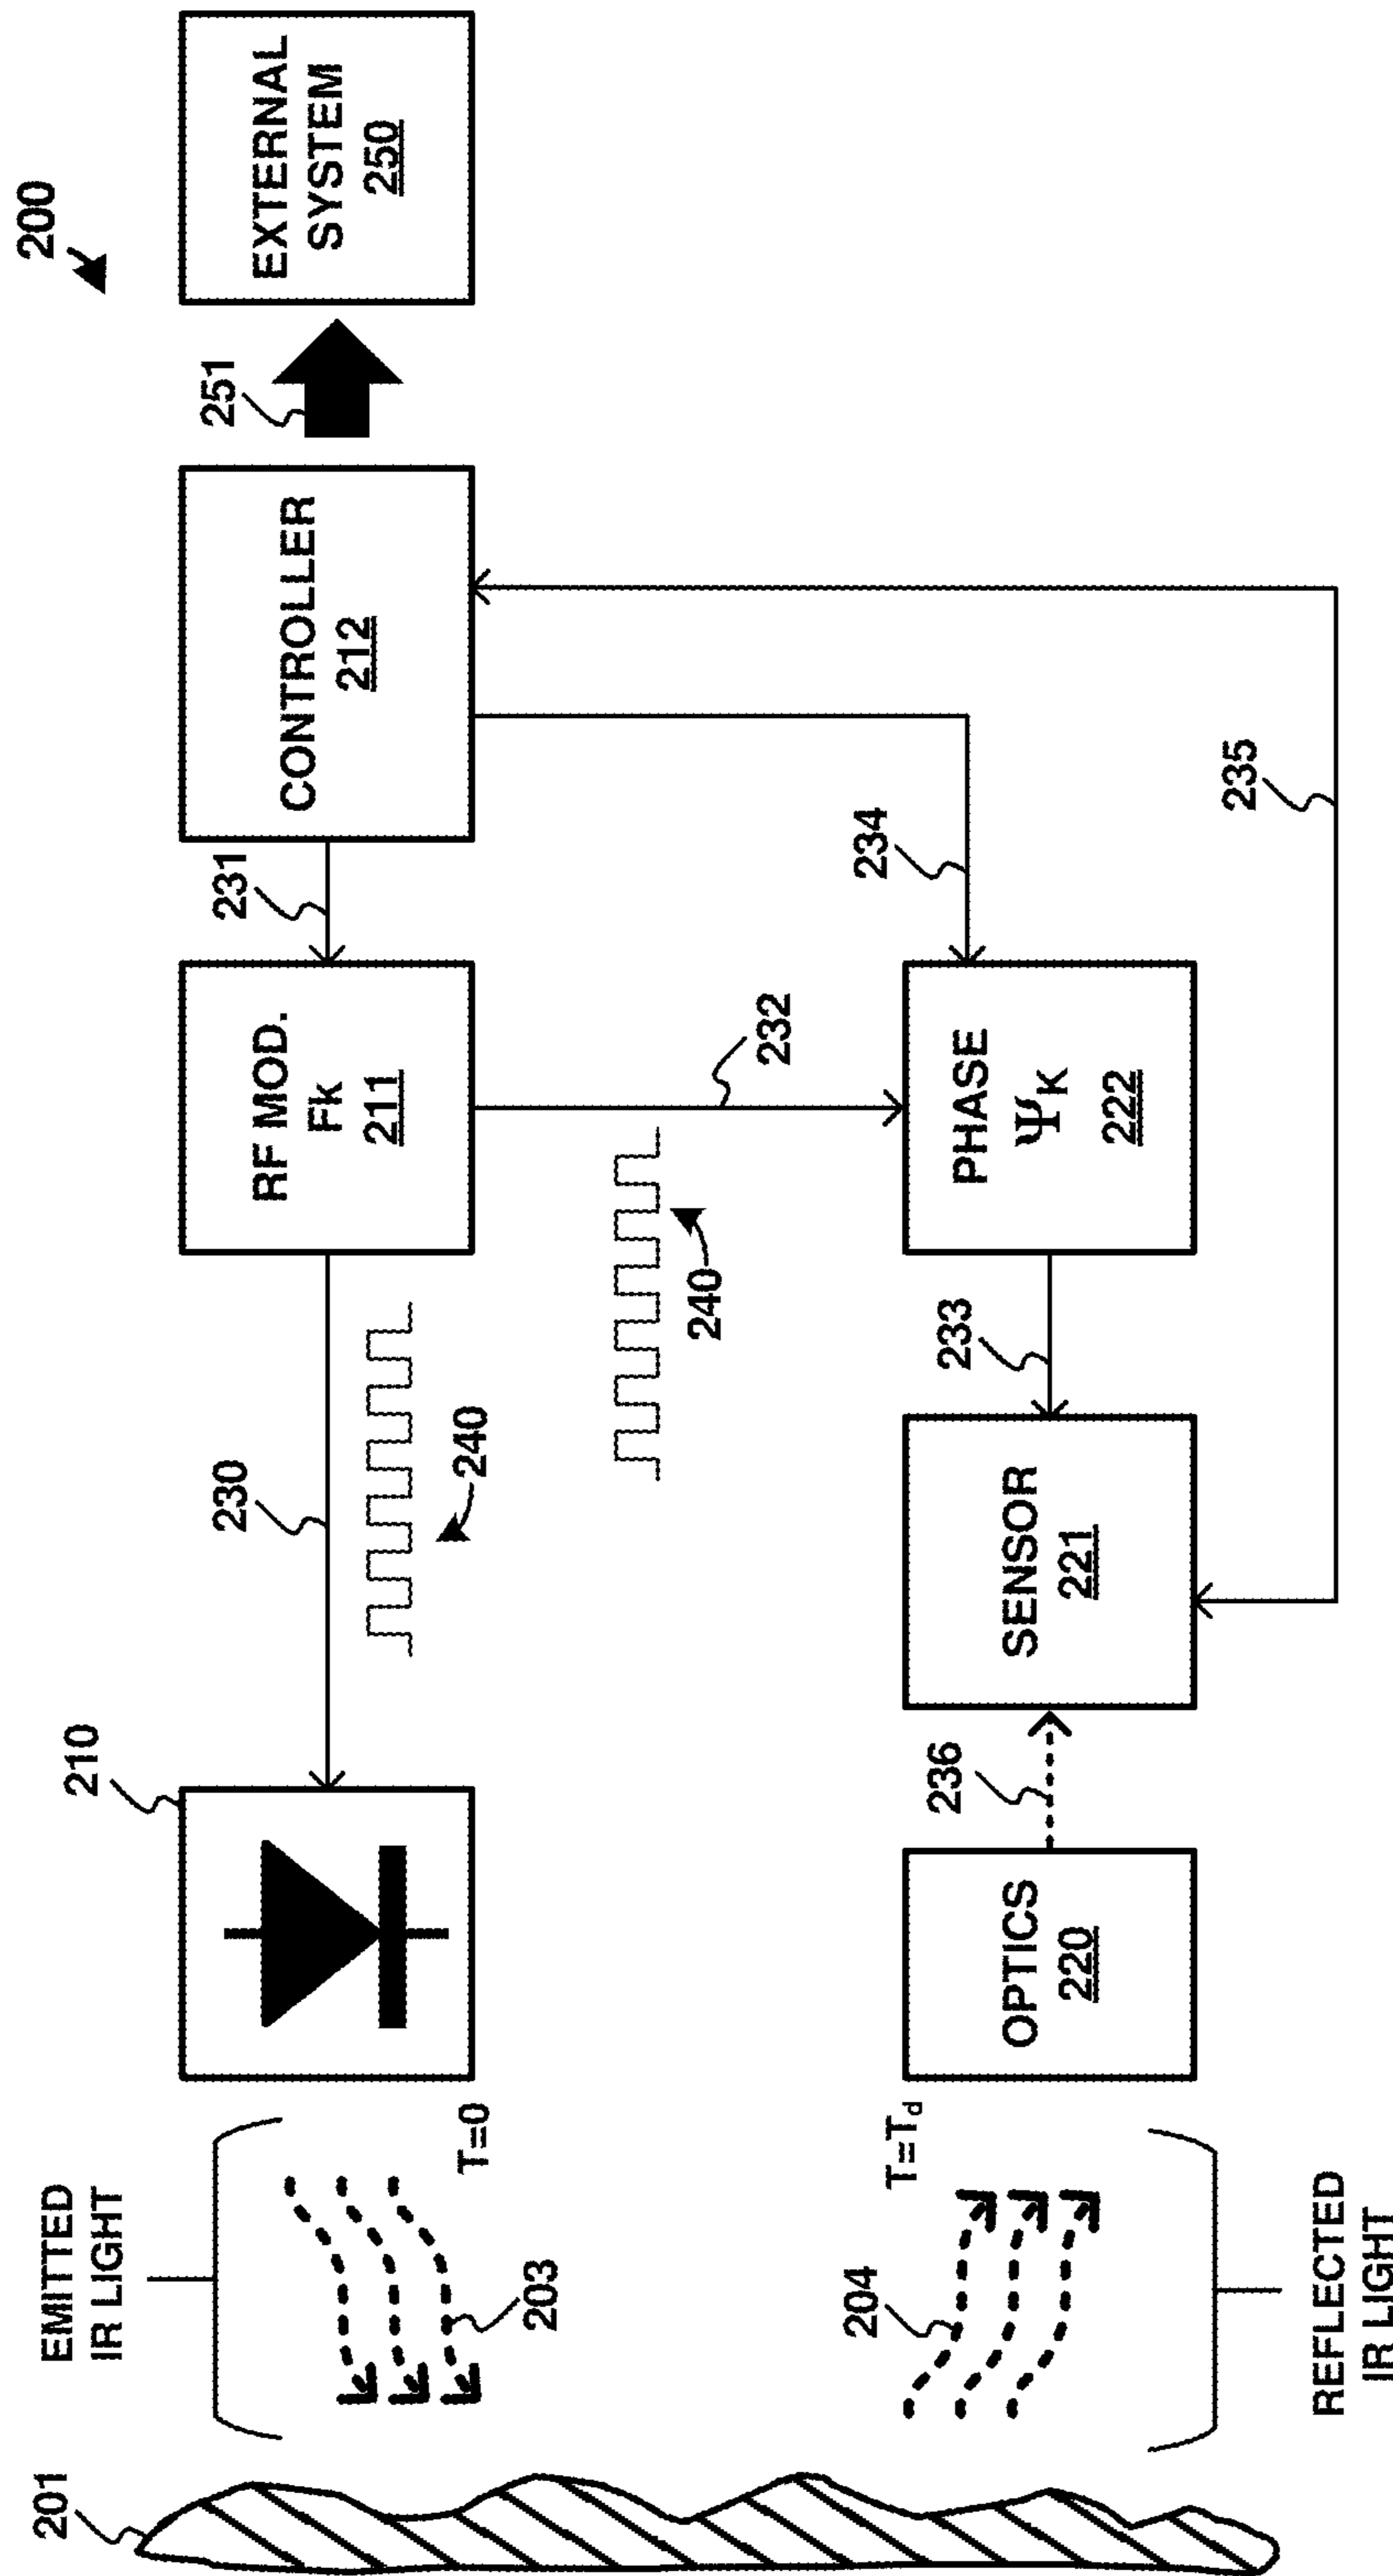 200
EMITTED
IR LIGHT
201
203
T=0
210
230
240
RF MOD.
Fk
211
231
CONTROLLER
212
251
EXTERNAL
SYSTEM
250
240
232
REFLECTED
IR LIGHT
204
T=Td
OPTICS
220
236
SENSOR
221
233
PHASE
ΨK
222
234
235